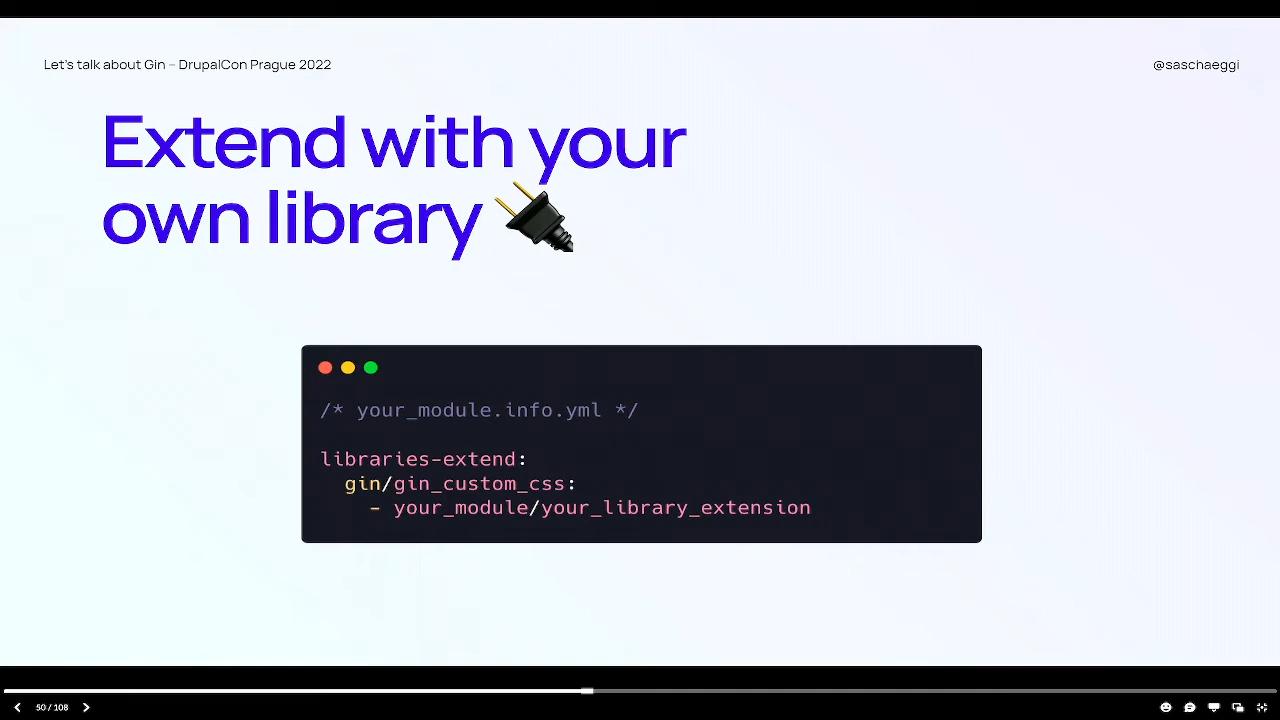 Let's talk about Gin – DrupalCon Prague 2022
@saschaeggi
Extend with your
own library
/* your_module.info.yml */
libraries-extend:
gin/gin_custom_css:
- your_module/your_library_extension
50 / 108